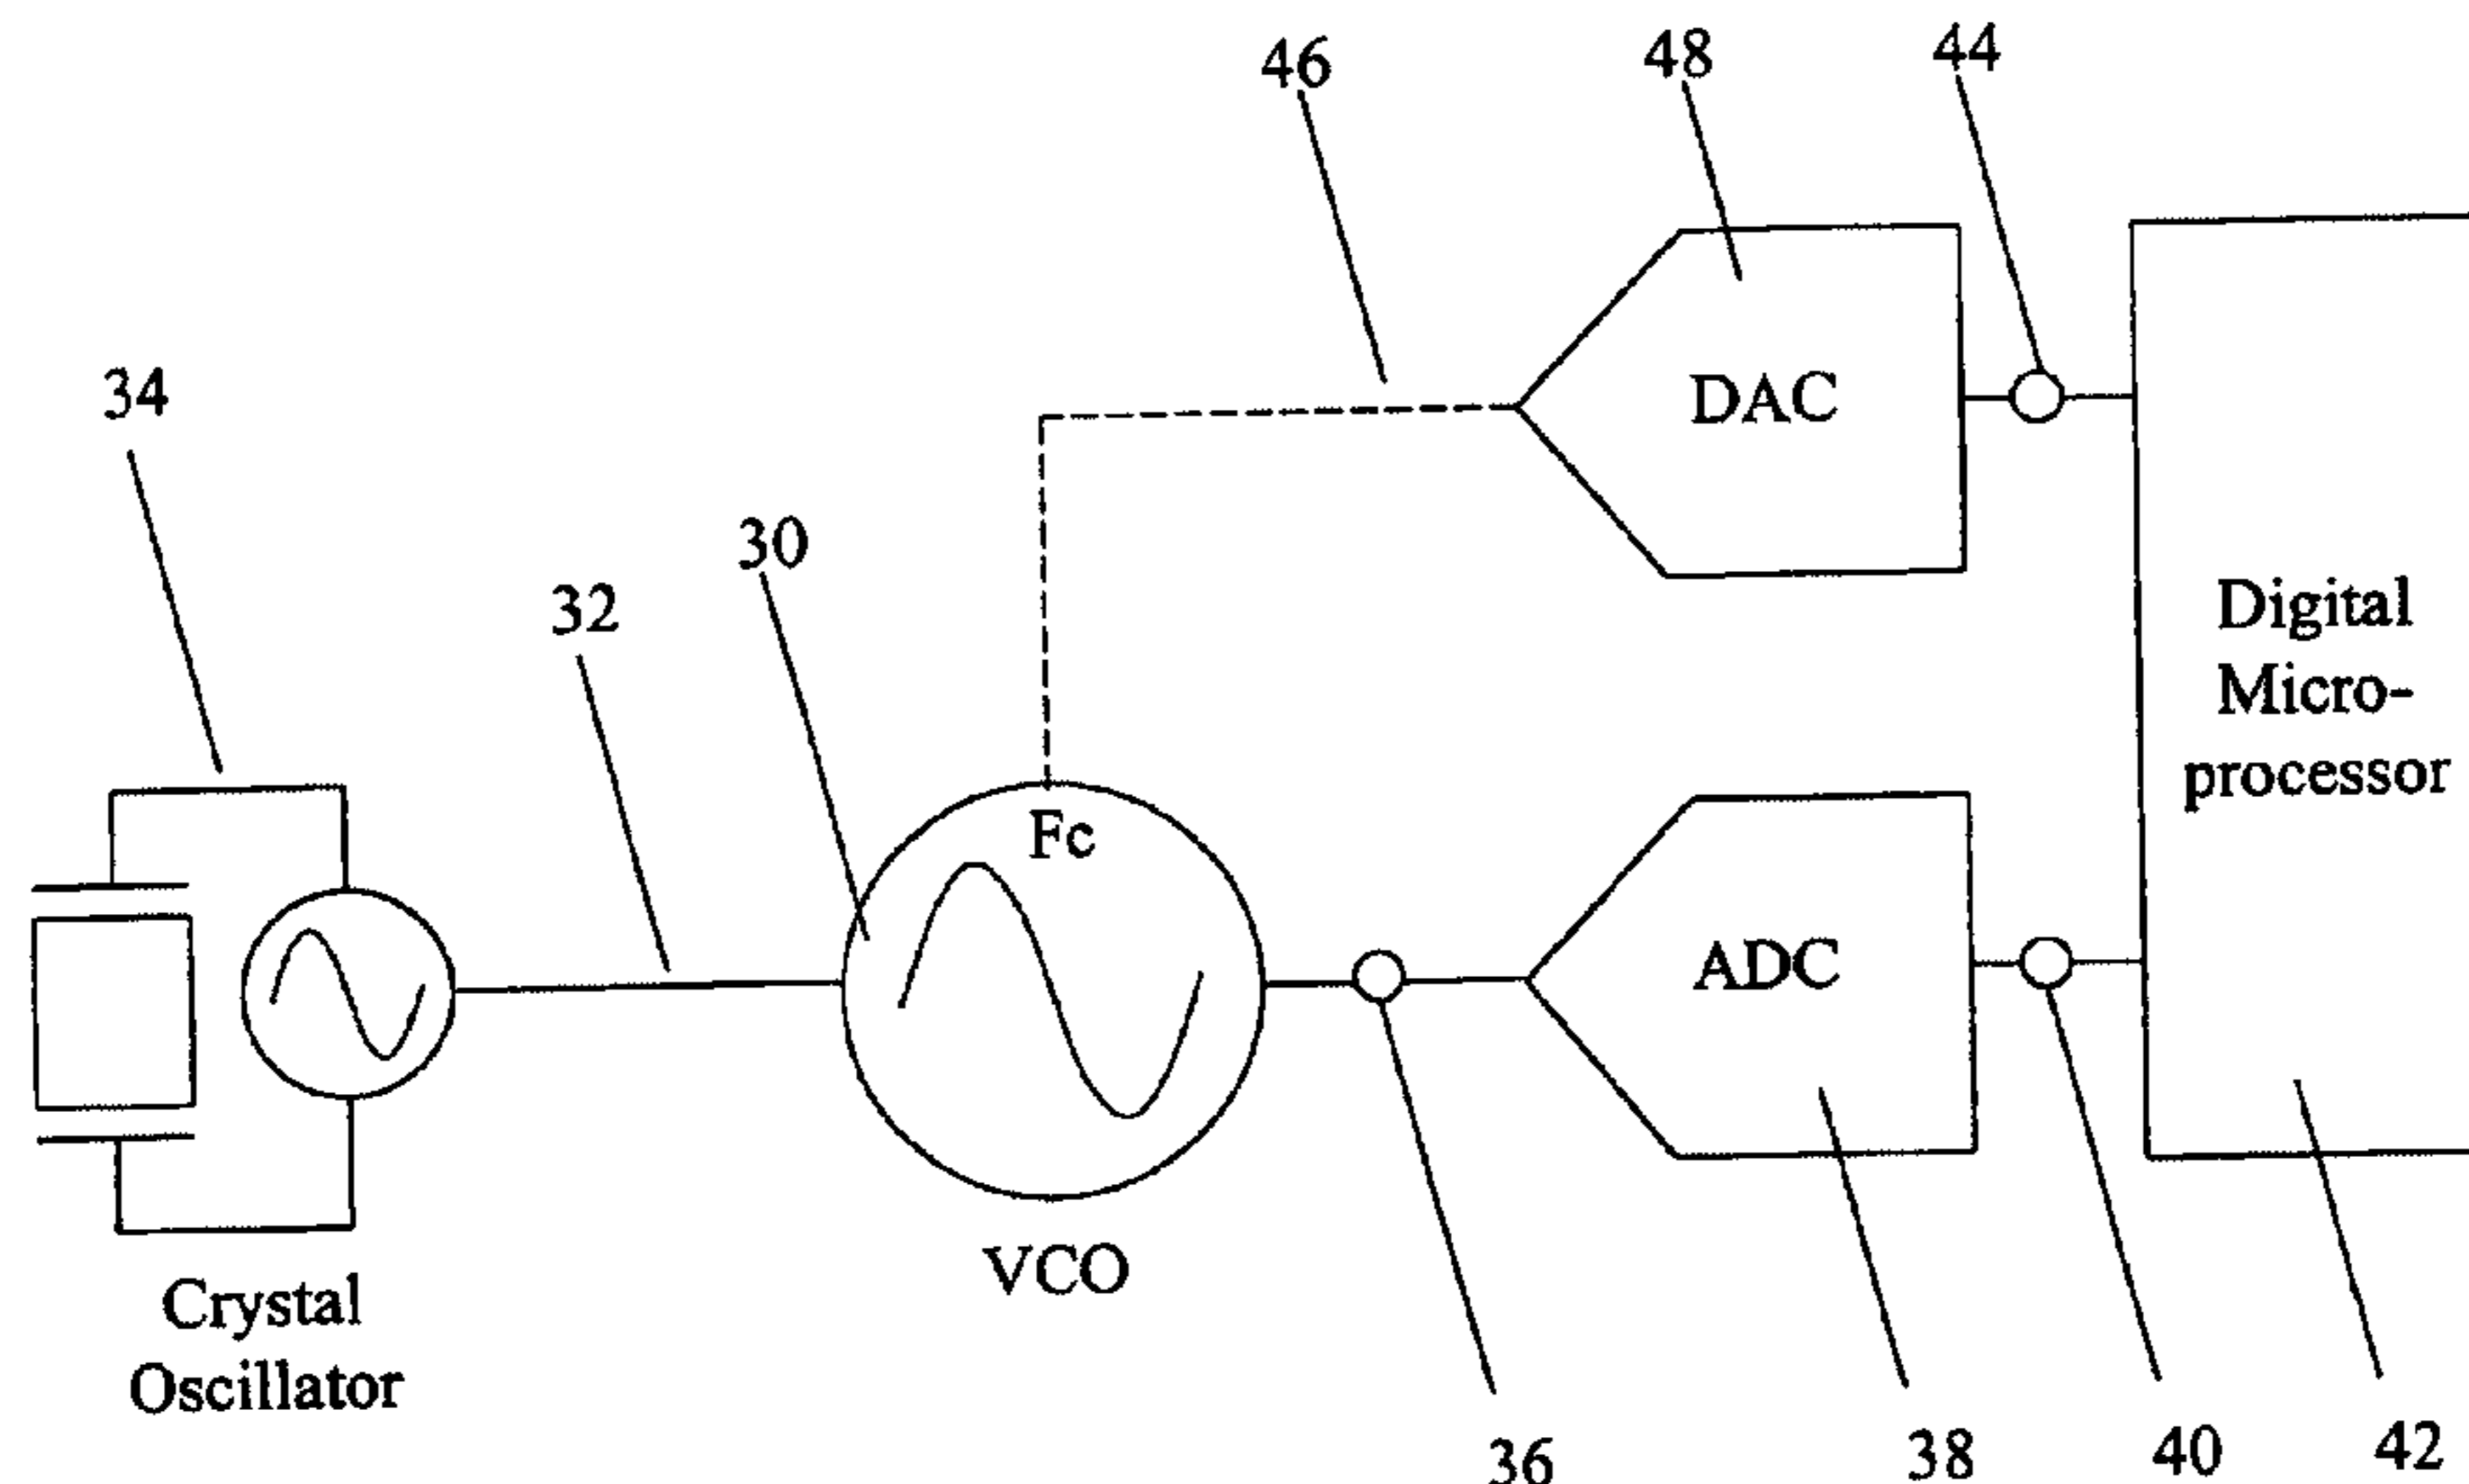 46
48
44
34
DAC
30
32
Digital
Micro-
processor
Fc
ADC
VCO
Crystal
Oscillator
36
38
40
42